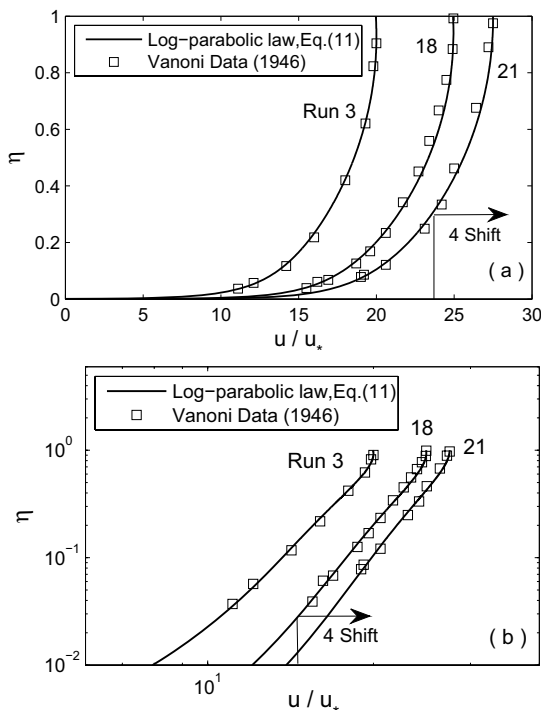 Log-parabolic law,Eq.(11)
Vanoni Data (1946)
Run 3
18
21
4 Shift
( a )
1
0.8
0.6
0.4
0.2
0
η
0 5 10 15 20 25 30
u / u*
Log-parabolic law,Eq.(11)
Vanoni Data (1946)
Run 3
18
21
4 Shift
( b )
10^0
10^-1
10^-2
η
10^1
u / u*